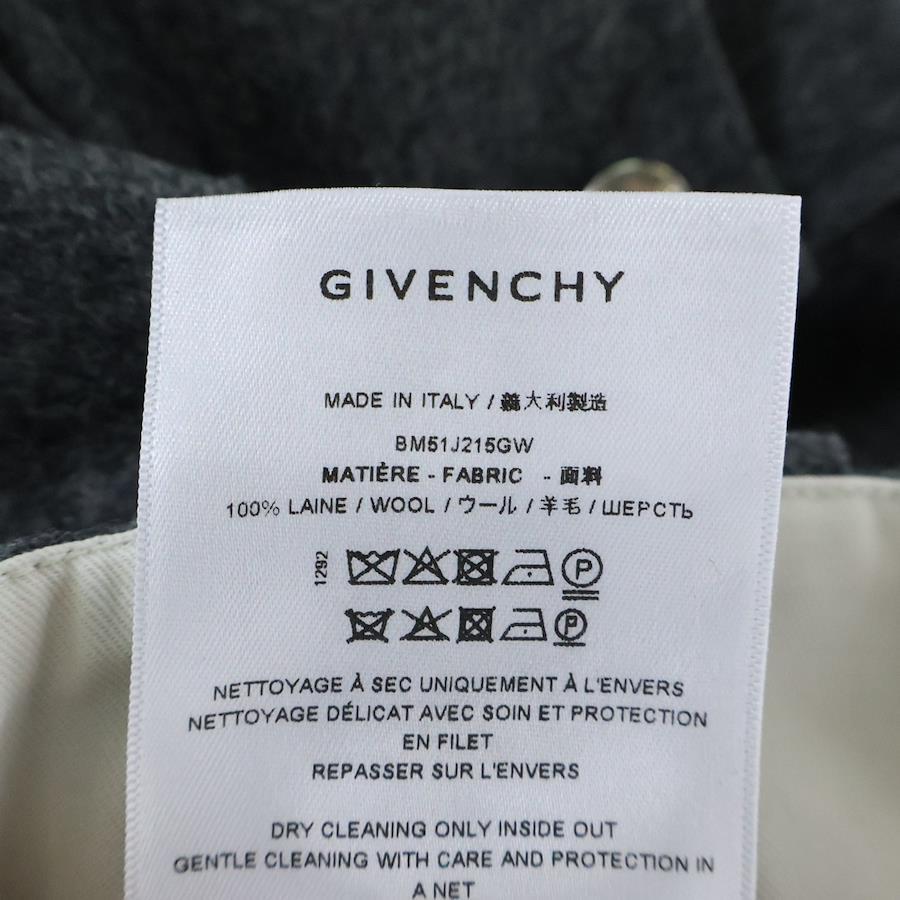 GIVENCHY
MADE IN ITALY / 義大利製造
BM51J215GW
MATIÈRE - FABRIC - 面料
100% LAINE / WOOL / ウール / 羊毛 / ШЕРСТЬ
1292
P
P
NETTOYAGE À SEC UNIQUEMENT À L'ENVERS
NETTOYAGE DÉLICAT AVEC SOIN ET PROTECTION
EN FILET
REPASSER SUR L'ENVERS
DRY CLEANING ONLY INSIDE OUT
GENTLE CLEANING WITH CARE AND PROTECTION IN
A NET